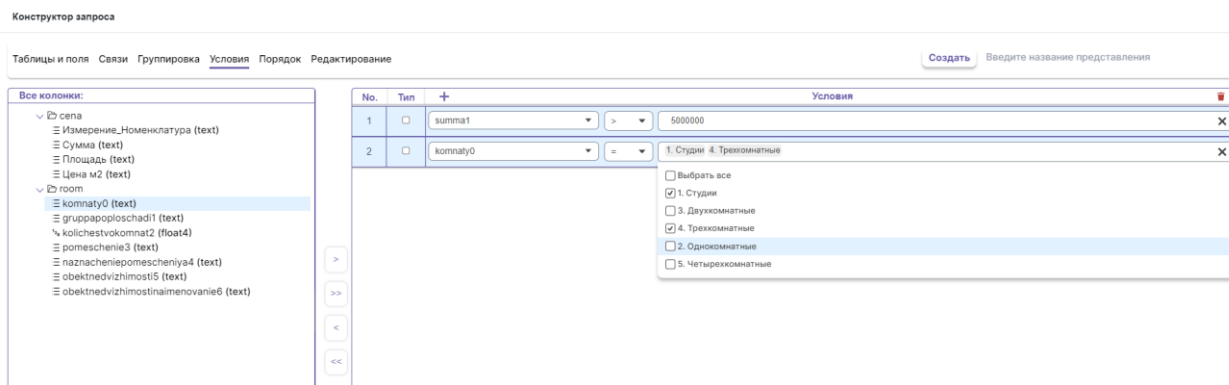 Конструктор запроса
Таблицы и поля Связи Группировка Условия Порядок Редактирование
Создать Введите название представления
Все колонки:
cena
Измерение_Номенклатура (text)
Сумма (text)
Площадь (text)
Цена м2 (text)
room
komnaty0 (text)
gruppapoploschadi1 (text)
kolichestvokomnat2 (float4)
pomeschenie3 (text)
naznacheniepomescheniya4 (text)
obektnedvizhimosti5 (text)
obektnedvizhimostinaimenovanie6 (text)
>
>>
<
<<
No. Тип + Условия
1 summa1 > 5000000
2 komnaty0 = 1. Студии 4. Трехкомнатные
Выбрать все
1. Студии
3. Двухкомнатные
4. Трехкомнатные
2. Однокомнатные
5. Четырехкомнатные